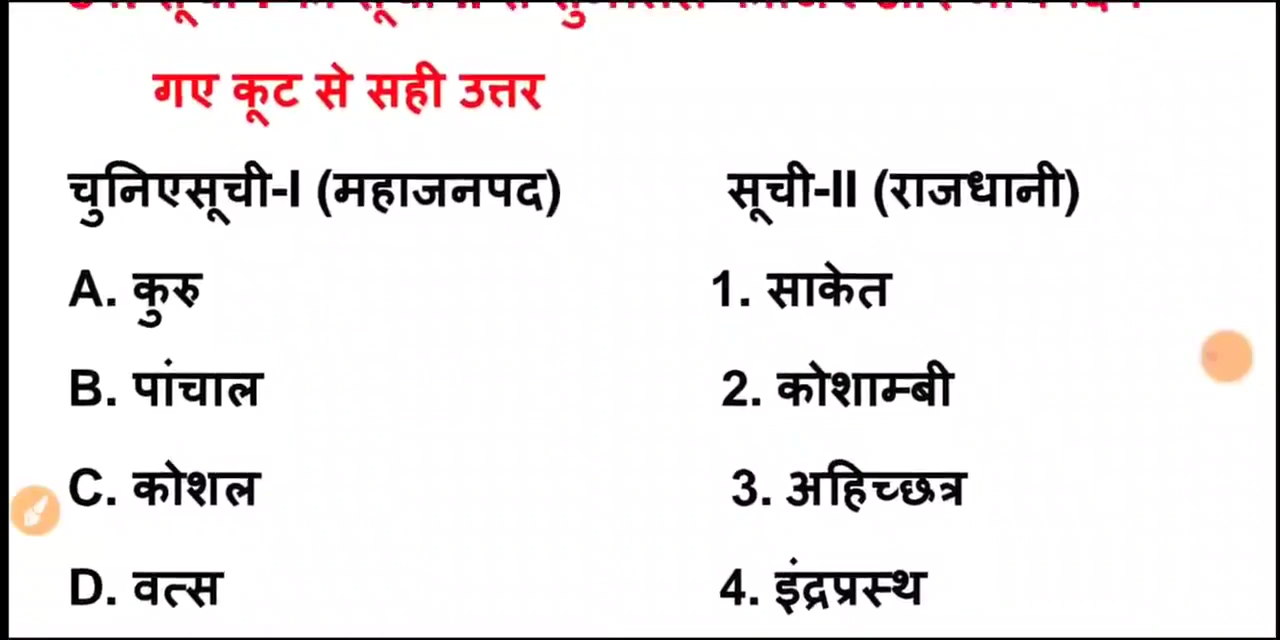 गए कूट से सही उत्तर
चुनिएसूची-I (महाजनपद) सूची-II (राजधानी)
A. कुरु 1. साकेत
B. पांचाल 2. कोशाम्बी
C. कोशल 3. अहिच्छत्र
D. वत्स 4. इंद्रप्रस्थ